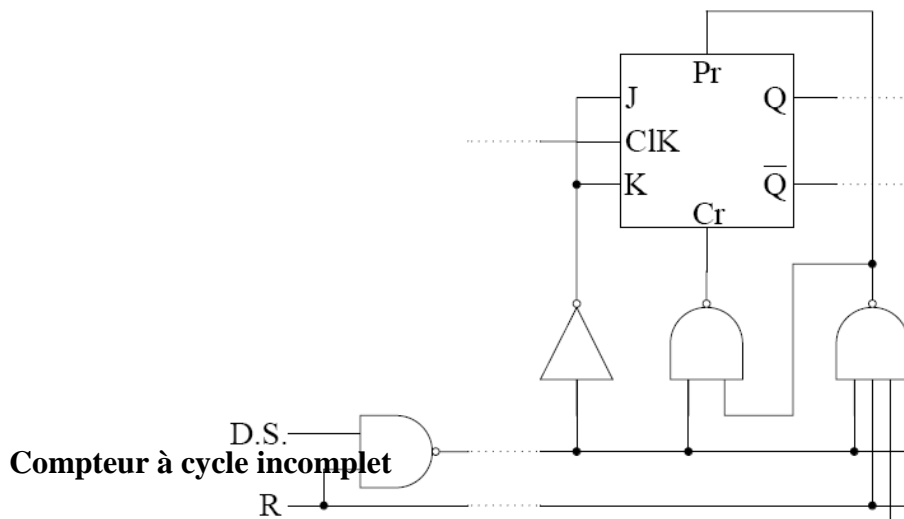 Pr
J
Q
ClK
K
Q
Cr
D.S.
Compteur à cycle incomplet
R